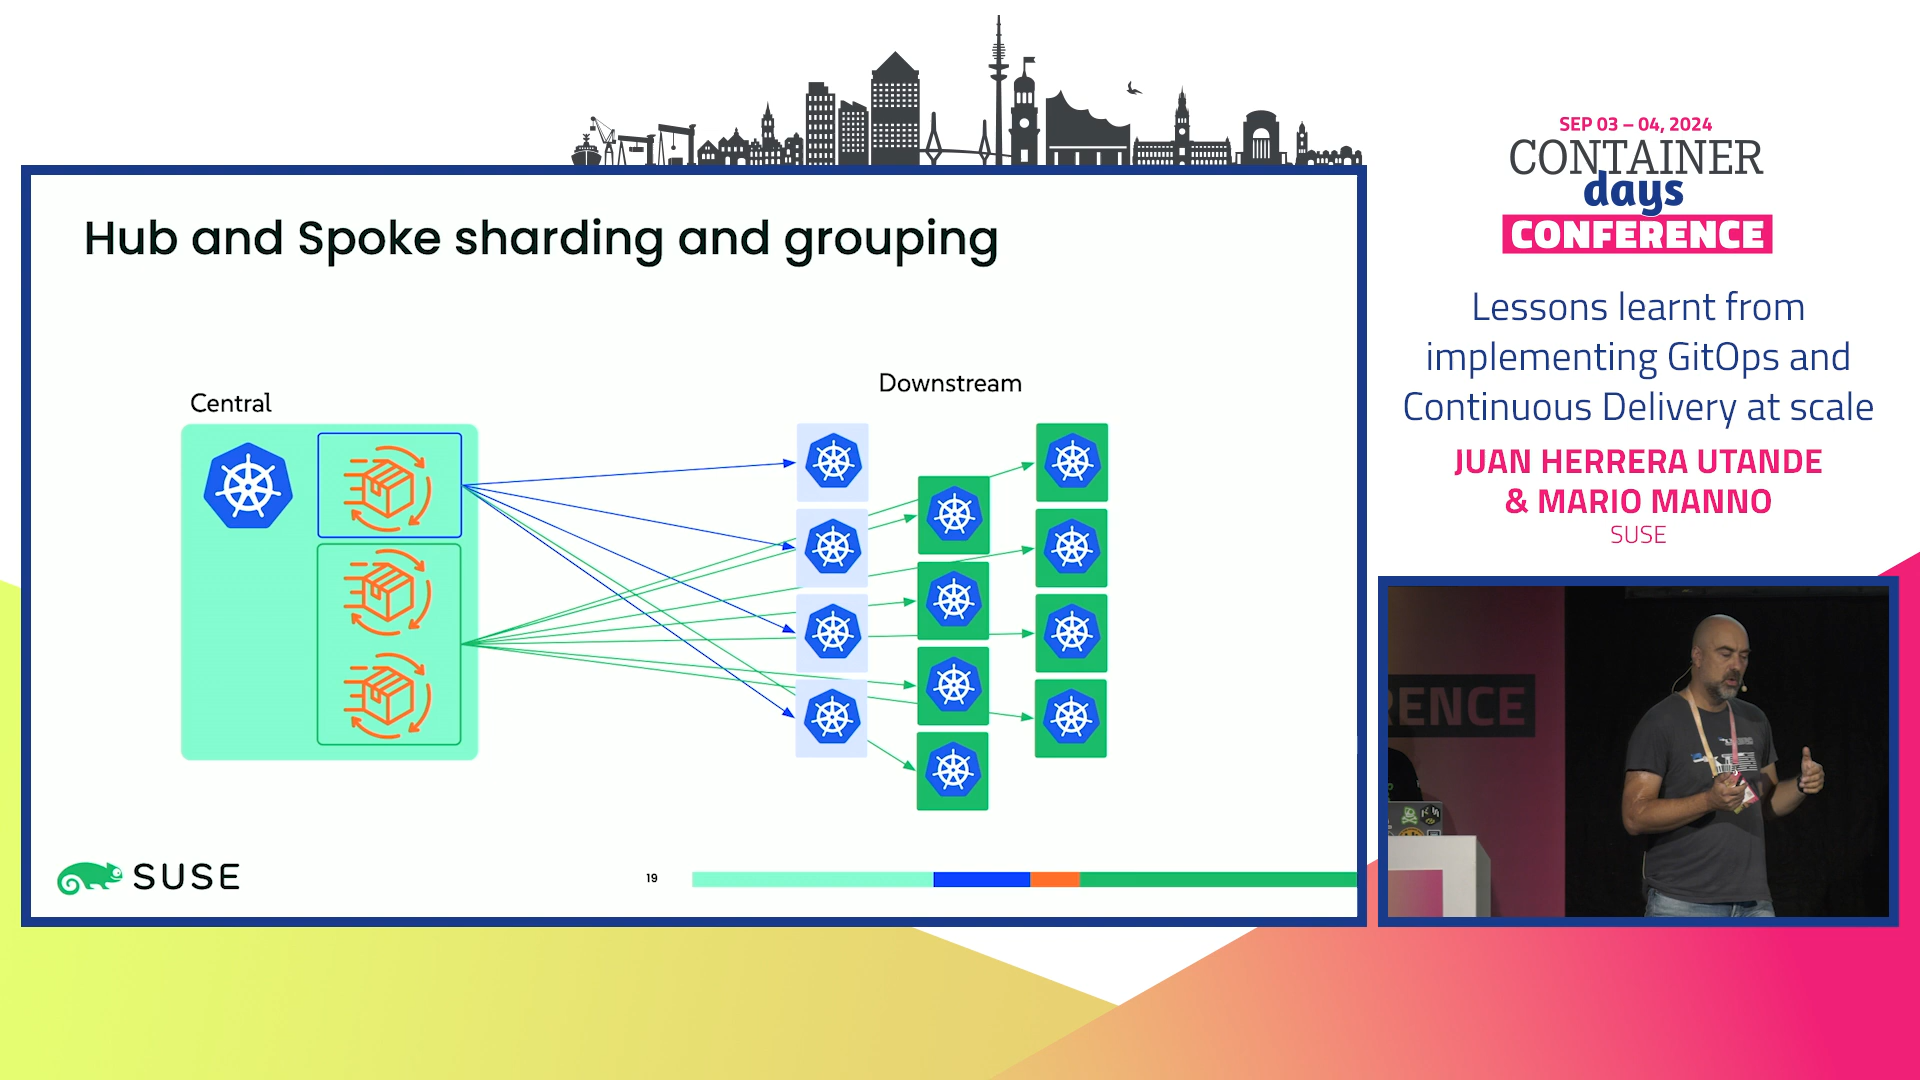 Hub and Spoke sharding and grouping
Central
Downstream
SUSE
19
SEP 03 – 04, 2024
CONTAINER
days
CONFERENCE
Lessons learnt from
implementing GitOps and
Continuous Delivery at scale
JUAN HERRERA UTANDE
& MARIO MANNO
SUSE
RENCE